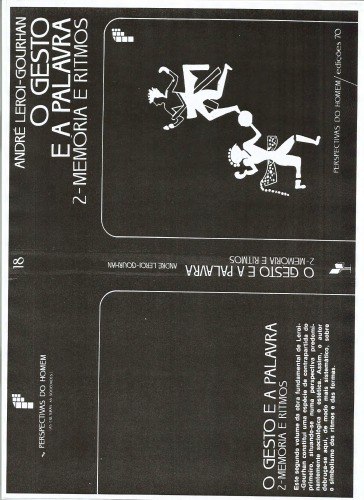 ANDRÉ LEROI-GOURHAN
O GESTO
E A PALAVRA
2-MEMÓRIA E RITMOS
PERSPECTIVAS DO HOMEM/edições 70
18
ANDRÉ LEROI-GOURHAN
O GESTO E A PALAVRA
2-MEMÓRIA E RITMOS
PERSPECTIVAS DO HOMEM
O GESTO E A PALAVRA
2-MEMÓRIA E RITMOS
Este segundo volume da obra fundamental de Leroi-
-Gourhan constitui uma espécie de contrapartida do
primeiro, situando-se numa perspectiva predomi-
nantemente sociológica e estética. Assim, o autor
debruça-se aqui, de modo mais sistemático, sobre
o simbolismo dos ritmos e das formas.